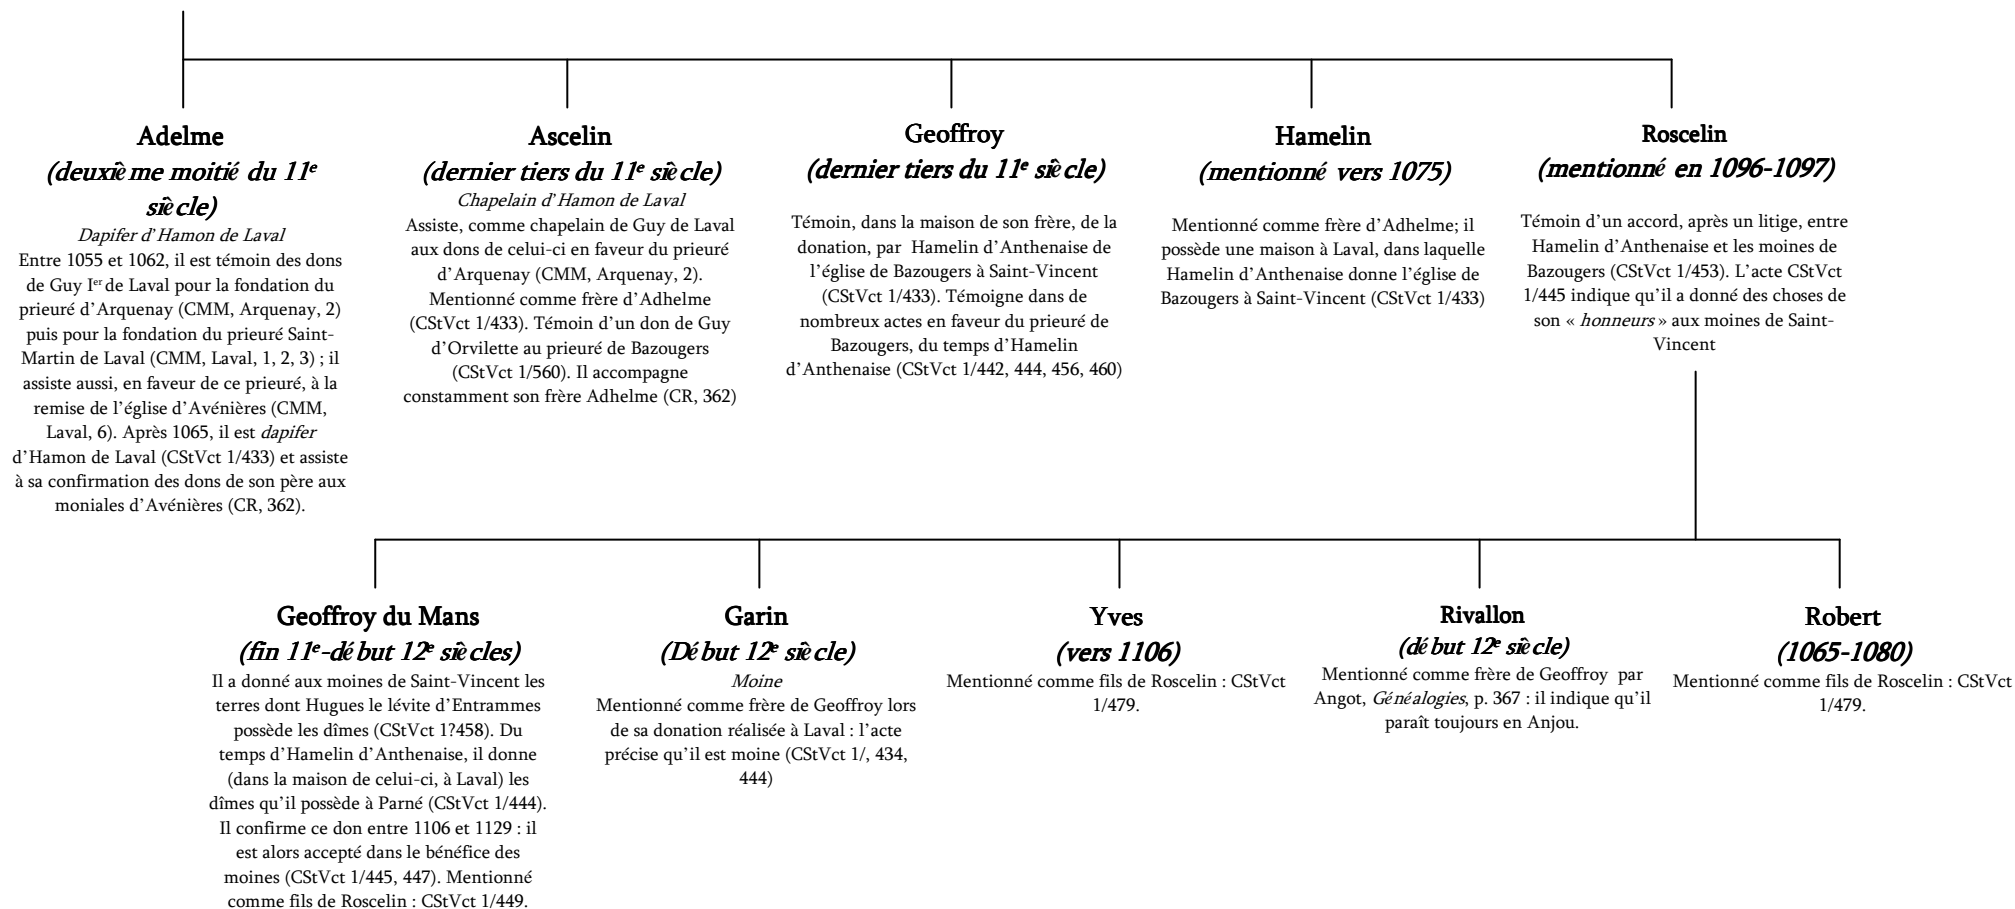 Adelme
(deuxième moitié du 11e
siècle)
Dapifer d’Hamon de Laval
Entre 1055 et 1062, il est témoin des dons
de Guy Ier de Laval pour la fondation du
prieuré d’Arquenay (CMM, Arquenay, 2)
puis pour la fondation du prieuré Saint-
Martin de Laval (CMM, Laval, 1, 2, 3) ; il
assiste aussi, en faveur de ce prieuré, à la
remise de l’église d’Avénières (CMM,
Laval, 6). Après 1065, il est dapifer
d’Hamon de Laval (CStVct 1/433) et assiste
à sa confirmation des dons de son père aux
moniales d’Avénières (CR, 362).
Ascelin
(dernier tiers du 11e siècle)
Chapelain d’Hamon de Laval
Assiste, comme chapelain de Guy de Laval
aux dons de celui-ci en faveur du prieuré
d’Arquenay (CMM, Arquenay, 2).
Mentionné comme frère d’Adhelme
(CStVct 1/433). Témoin d’un don de Guy
d’Orvilette au prieuré de Bazougers
(CStVct 1/560). Il accompagne
constamment son frère Adhelme (CR, 362)
Geoffroy
(dernier tiers du 11e siècle)
Témoin, dans la maison de son frère, de la
donation, par Hamelin d’Anthenaise de
l’église de Bazougers à Saint-Vincent
(CStVct 1/433). Témoigne dans de
nombreux actes en faveur du prieuré de
Bazougers, du temps d’Hamelin
d’Anthenaise (CStVct 1/442, 444, 456, 460)
Hamelin
(mentionné vers 1075)
Mentionné comme frère d’Adhelme; il
possède une maison à Laval, dans laquelle
Hamelin d’Anthenaise donne l’église de
Bazougers à Saint-Vincent (CStVct 1/433)
Roscelin
(mentionné en 1096-1097)
Témoin d’un accord, après un litige, entre
Hamelin d’Anthenaise et les moines de
Bazougers (CStVct 1/453). L’acte CStVct
1/445 indique qu’il a donné des choses de
son « honneurs » aux moines de Saint-
Vincent
Geoffroy du Mans
(fin 11e-début 12e siècles)
Il a donné aux moines de Saint-Vincent les
terres dont Hugues le lévite d’Entrammes
possède les dîmes (CStVct 1?458). Du
temps d’Hamelin d’Anthenaise, il donne
(dans la maison de celui-ci, à Laval) les
dîmes qu’il possède à Parné (CStVct 1/444).
Il confirme ce don entre 1106 et 1129 : il
est alors accepté dans le bénéfice des
moines (CStVct 1/445, 447). Mentionné
comme fils de Roscelin : CStVct 1/449.
Garin
(Début 12e siècle)
Moine
Mentionné comme frère de Geoffroy lors
de sa donation réalisée à Laval : l’acte
précise qu’il est moine (CStVct 1/, 434,
444)
Yves
(vers 1106)
Mentionné comme fils de Roscelin : CStVct
1/479.
Rivallon
(début 12e siècle)
Mentionné comme frère de Geoffroy par
Angot, Généalogies, p. 367 : il indique qu’il
paraît toujours en Anjou.
Robert
(1065-1080)
Mentionné comme fils de Roscelin : CStVct
1/479.